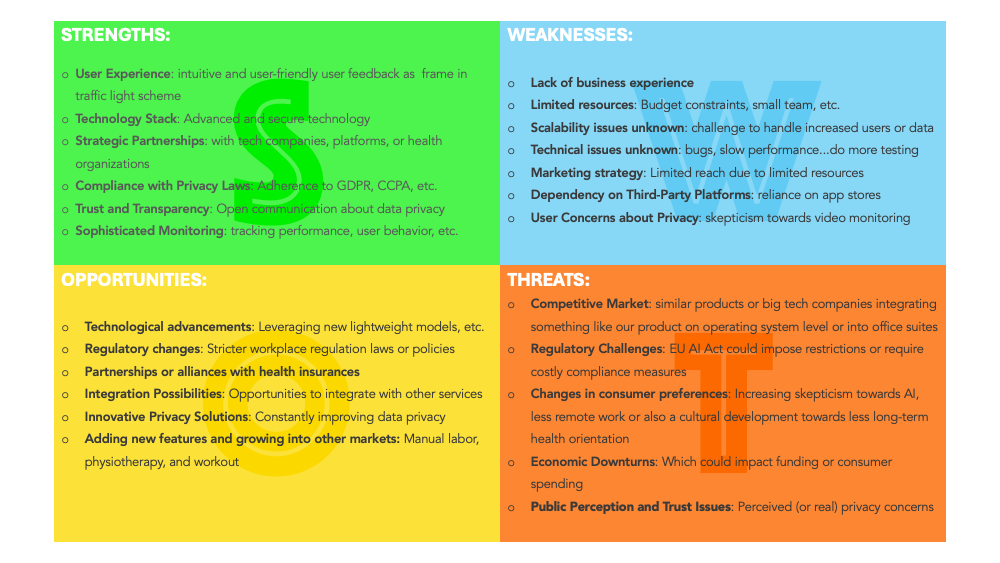 STRENGTHS:
o User Experience: intuitive and user-friendly user feedback as frame in
traffic light scheme
o Technology Stack: Advanced and secure technology
o Strategic Partnerships: with tech companies, platforms, or health
organizations
o Compliance with Privacy Laws: Adherence to GDPR, CCPA, etc.
o Trust and Transparency: Open communication about data privacy
o Sophisticated Monitoring: tracking performance, user behavior, etc.
S
WEAKNESSES:
o Lack of business experience
o Limited resources: Budget constraints, small team, etc.
o Scalability issues unknown: challenge to handle increased users or data
o Technical issues unknown: bugs, slow performance...do more testing
o Marketing strategy: Limited reach due to limited resources
o Dependency on Third-Party Platforms: reliance on app stores
o User Concerns about Privacy: skepticism towards video monitoring
W
OPPORTUNITIES:
o Technological advancements: Leveraging new lightweight models, etc.
o Regulatory changes: Stricter workplace regulation laws or policies
o Partnerships or alliances with health insurances
o Integration Possibilities: Opportunities to integrate with other services
o Innovative Privacy Solutions: Constantly improving data privacy
o Adding new features and growing into other markets: Manual labor,
physiotherapy, and workout
O
THREATS:
o Competitive Market: similar products or big tech companies integrating
something like our product on operating system level or into office suites
o Regulatory Challenges: EU AI Act could impose restrictions or require
costly compliance measures
o Changes in consumer preferences: Increasing skepticism towards AI,
less remote work or also a cultural development towards less long-term
health orientation
o Economic Downturns: Which could impact funding or consumer
spending
o Public Perception and Trust Issues: Perceived (or real) privacy concerns
T